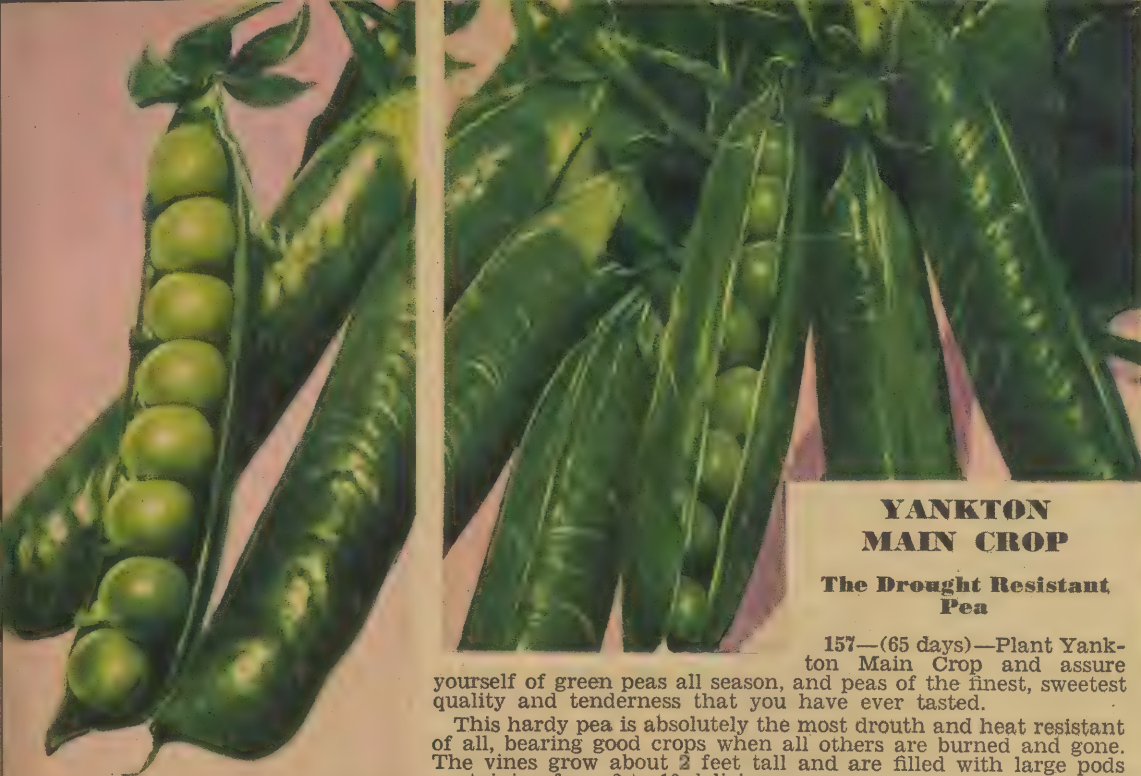 YANKTON
MAIN CROP
The Drought Resistant
Pea
157—(65 days)—Plant Yank-
ton Main Crop and assure
yourself of green peas all season, and peas of the finest, sweetest
quality and tenderness that you have ever tasted.
This hardy pea is absolutely the most drouth and heat resistant
of all, bearing good crops when all others are burned and gone.
The vines grow about 2 feet tall and are filled with large pods